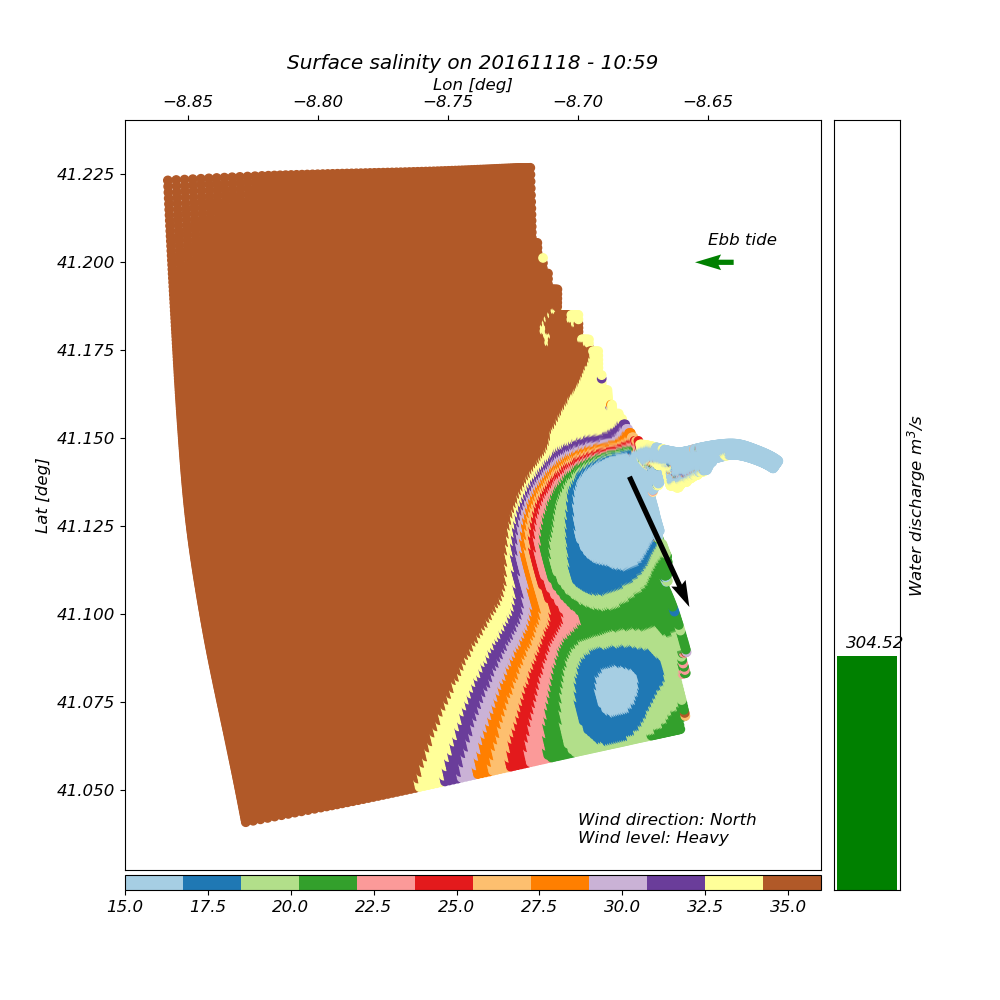 Surface salinity on 20161118 - 10:59
Lon [deg]
−8.85 −8.80 −8.75 −8.70 −8.65
41.225
41.200
41.175
41.150
41.125
41.100
41.075
41.050
Lat [deg]
Ebb tide
Wind direction: North
Wind level: Heavy
15.0 17.5 20.0 22.5 25.0 27.5 30.0 32.5 35.0
304.52
Water discharge m³/s